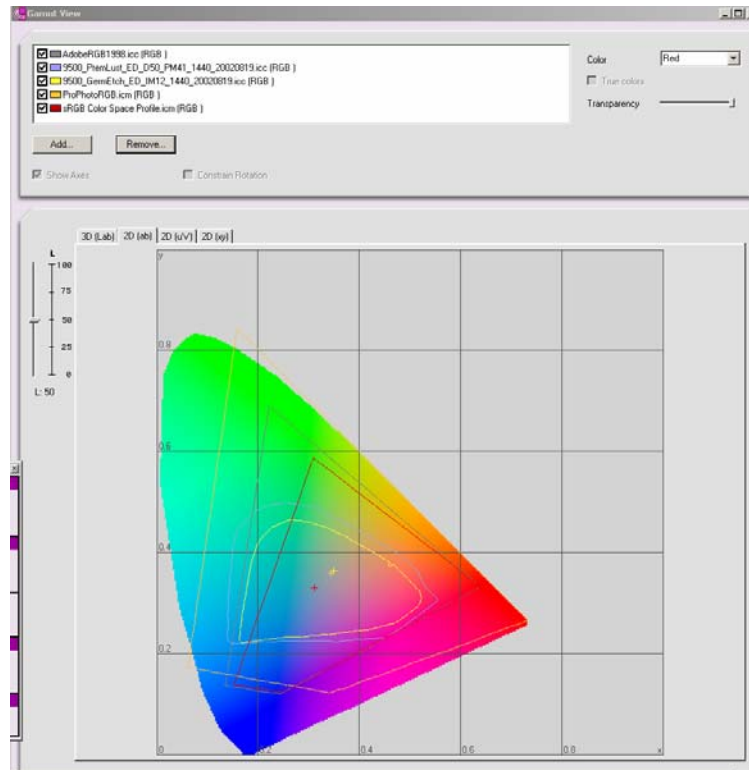 Gamut View
AdobeRGB1998.icc (RGB )
9500_PremLust_ED_D50_PM41_1440_20020819.icc (RGB )
9500_GermEtch_ED_IM12_1440_20020819.icc (RGB )
ProPhotoRGB.icm (RGB )
sRGB Color Space Profile.icm (RGB )
Color
Red
True colors
Transparency
Add...
Remove...
Show Axes
Constrain Rotation
3D (Lab)
2D (ab)
2D (u'v')
2D (xy)
L
100
75
50
25
0
L: 50
y
0.8
0.6
0.4
0.2
0
0.2
0.4
0.6
0.8
x